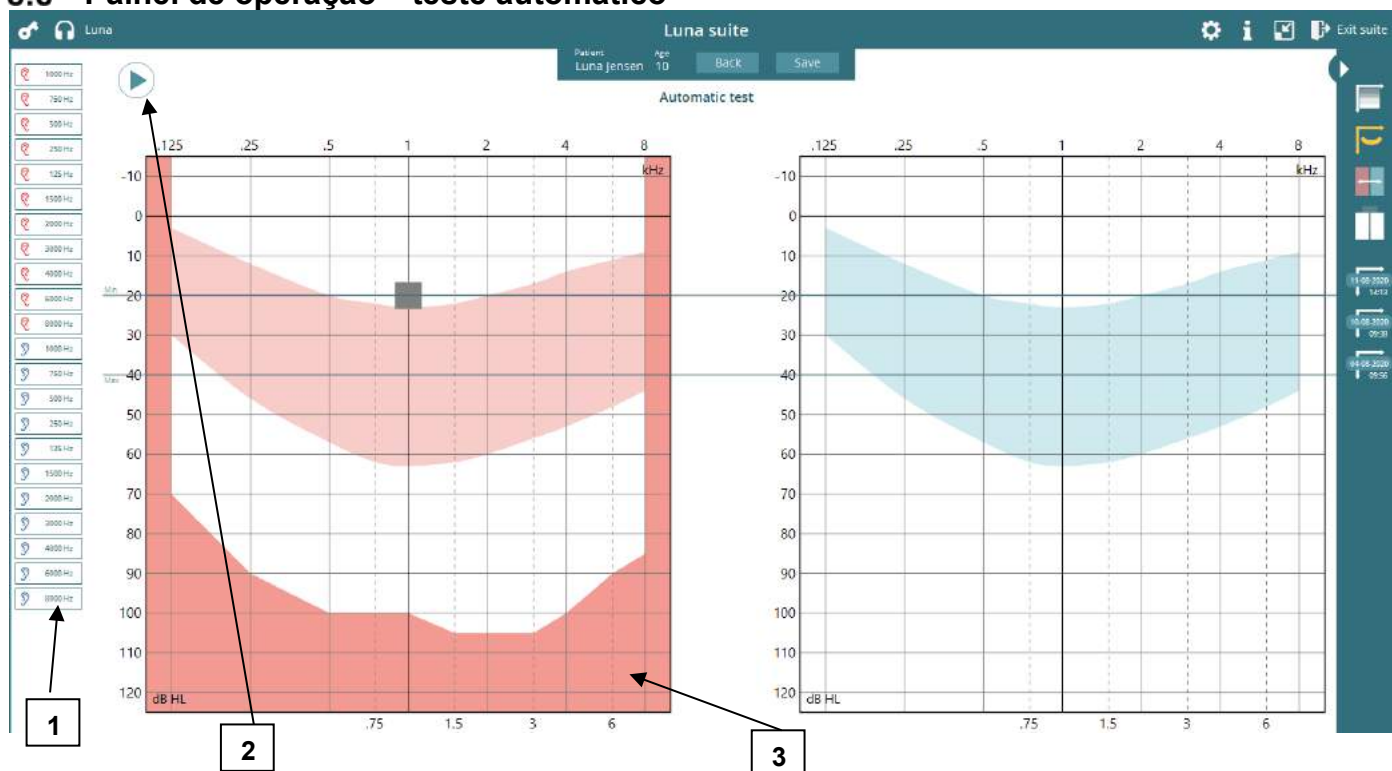 Painel de operação – teste automático
Luna
Luna suite
Exit suite
Patient
Age
Luna Jensen
10
Back
Save
Automatic test
1000 Hz
750 Hz
500 Hz
250 Hz
125 Hz
1500 Hz
2000 Hz
3000 Hz
4000 Hz
6000 Hz
8000 Hz
1000 Hz
750 Hz
500 Hz
250 Hz
125 Hz
1500 Hz
2000 Hz
3000 Hz
4000 Hz
6000 Hz
8000 Hz
.125 .25 .5 1 2 4 8
kHz
-10
0
10
Min
20
30
Max
40
50
60
70
80
90
100
110
120
dB HL
.75 1.5 3 6
.125 .25 .5 1 2 4 8
kHz
-10
0
10
20
30
40
50
60
70
80
90
100
110
120
dB HL
.75 1.5 3 6
14:13
09:56
1
2
3